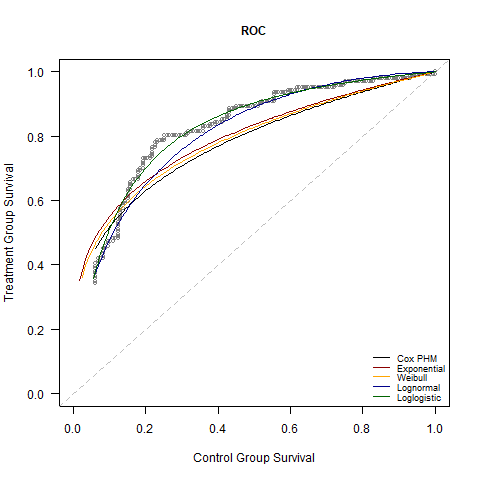 ROC
Treatment Group Survival
1.0
0.8
0.6
0.4
0.2
0.0
Cox PHM
Exponential
Weibull
Lognormal
Loglogistic
0.0 0.2 0.4 0.6 0.8 1.0
Control Group Survival